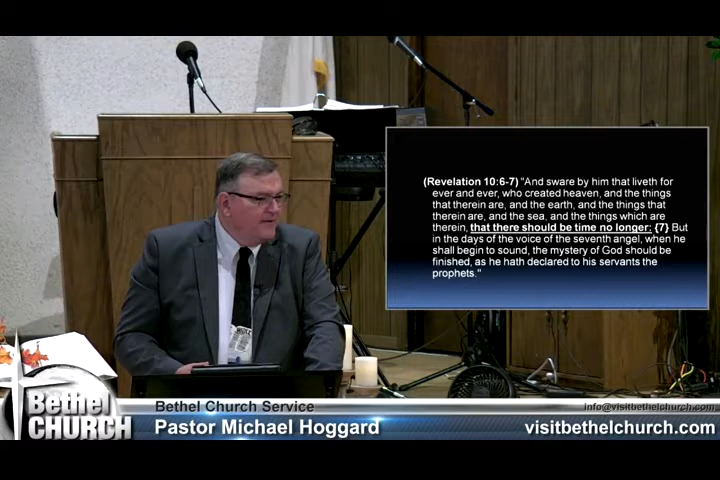 (Revelation 10:6-7) "And sware by him that liveth for
ever and ever, who created heaven, and the things
that therein are, and the earth, and the things that
therein are, and the sea, and the things which are
therein, that there should be time no longer: {7} But
in the days of the voice of the seventh angel, when he
shall begin to sound, the mystery of God should be
finished, as he hath declared to his servants the
prophets."
Bethel
CHURCH
Bethel Church Service
info@visitbethelchurch.com
Pastor Michael Hoggard
visitbethelchurch.com